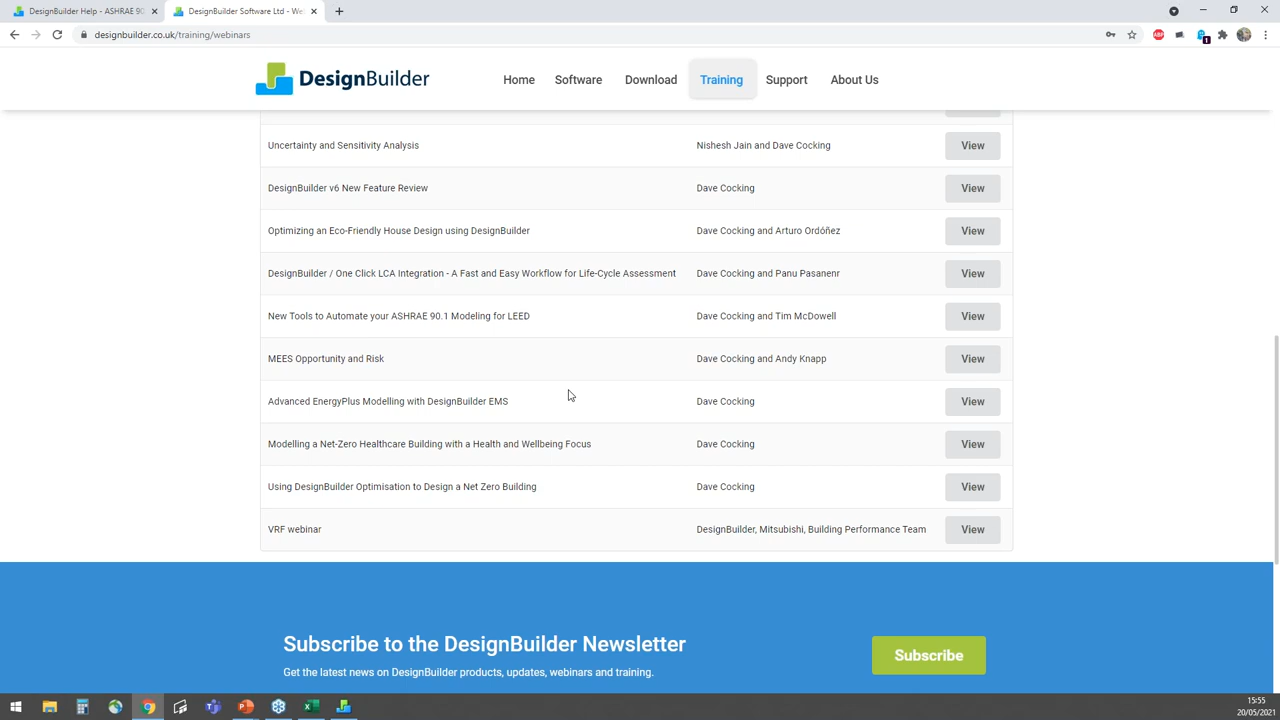 DesignBuilder Help - ASHRAE 90
DesignBuilder Software Ltd - We
designbuilder.co.uk/training/webinars
ABP
1
DesignBuilder
Home
Software
Download
Training
Support
About Us
Uncertainty and Sensitivity Analysis
Nishesh Jain and Dave Cocking
View
DesignBuilder v6 New Feature Review
Dave Cocking
View
Optimizing an Eco-Friendly House Design using DesignBuilder
Dave Cocking and Arturo Ordóñez
View
DesignBuilder / One Click LCA Integration - A Fast and Easy Workflow for Life-Cycle Assessment
Dave Cocking and Panu Pasanenr
View
New Tools to Automate your ASHRAE 90.1 Modeling for LEED
Dave Cocking and Tim McDowell
View
MEES Opportunity and Risk
Dave Cocking and Andy Knapp
View
Advanced EnergyPlus Modelling with DesignBuilder EMS
Dave Cocking
View
Modelling a Net-Zero Healthcare Building with a Health and Wellbeing Focus
Dave Cocking
View
Using DesignBuilder Optimisation to Design a Net Zero Building
Dave Cocking
View
VRF webinar
DesignBuilder, Mitsubishi, Building Performance Team
View
Subscribe to the DesignBuilder Newsletter
Get the latest news on DesignBuilder products, updates, webinars and training.
Subscribe
15:55
20/05/2021